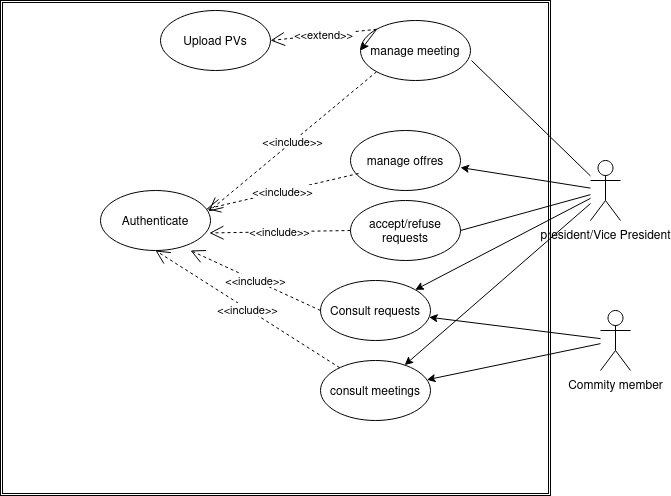 Upload PVs
<<extend>>
manage meeting
<<include>>
manage offres
<<include>>
Authenticate
accept/refuse
requests
<<include>>
president/Vice President
<<include>>
Consult requests
<<include>>
Commity member
consult meetings